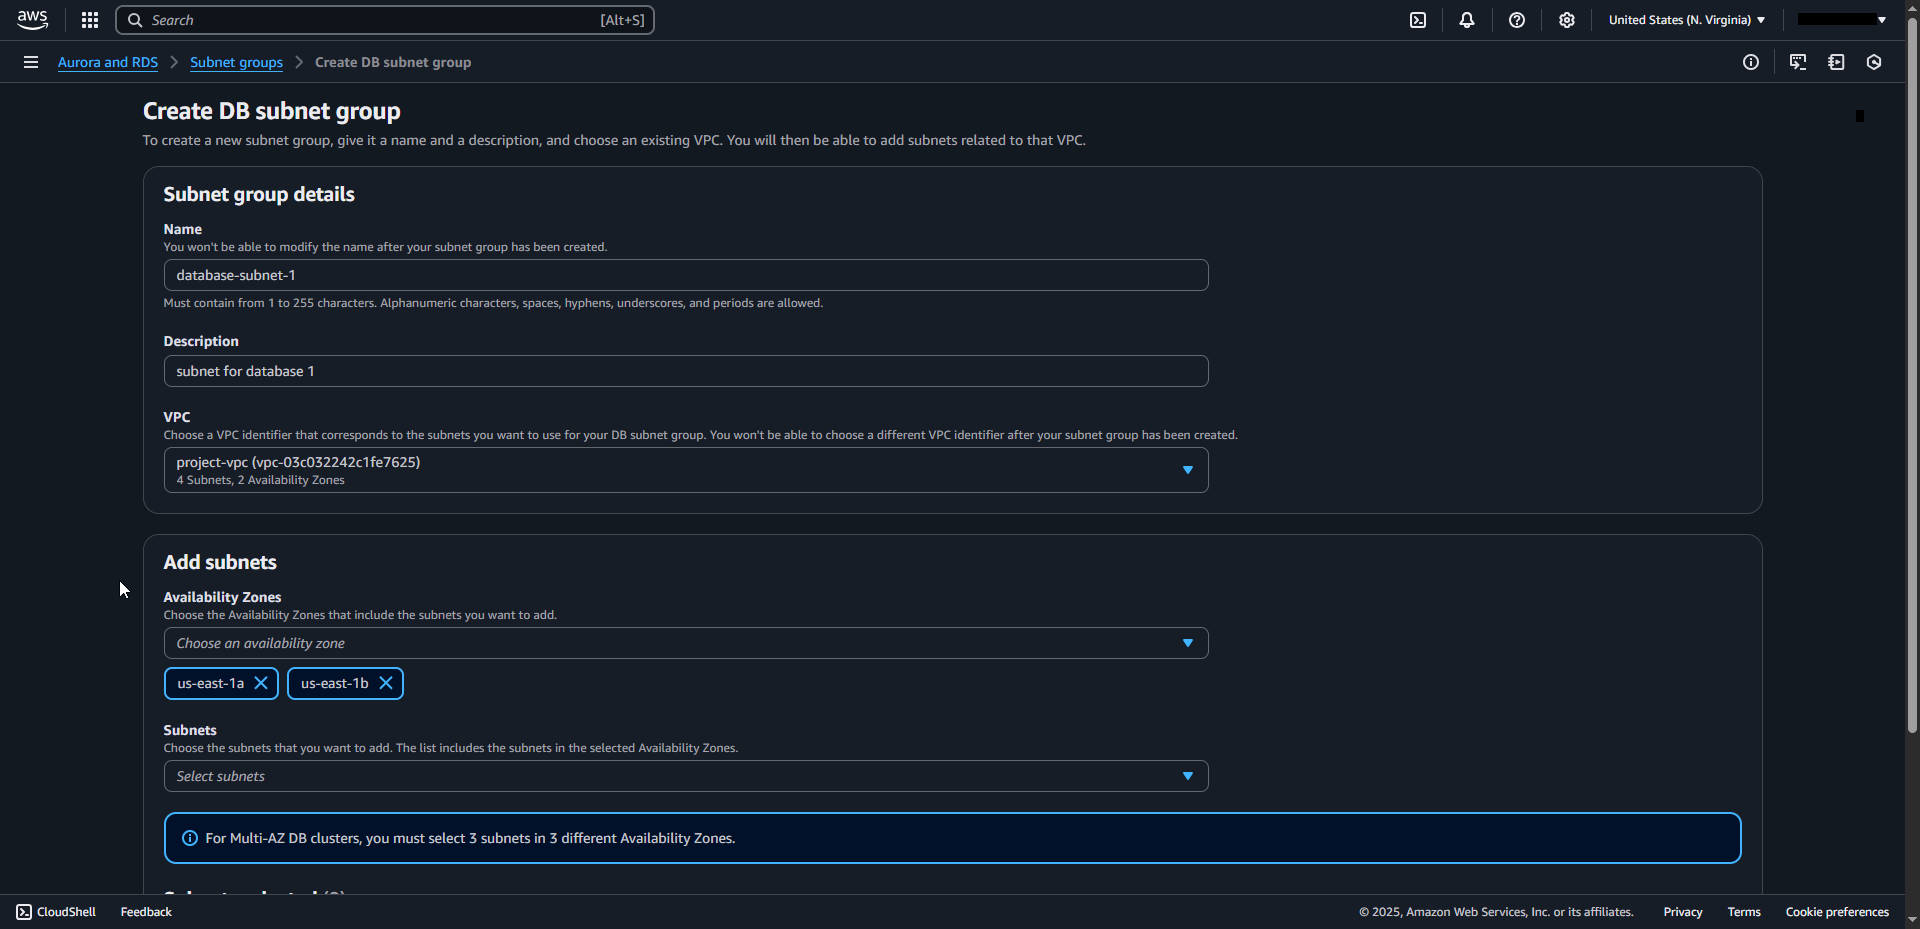 aws Search [Alt+S] United States (N. Virginia)
Aurora and RDS Subnet groups Create DB subnet group
Create DB subnet group
To create a new subnet group, give it a name and a description, and choose an existing VPC. You will then be able to add subnets related to that VPC.
Subnet group details
Name
You won't be able to modify the name after your subnet group has been created.
database-subnet-1
Must contain from 1 to 255 characters. Alphanumeric characters, spaces, hyphens, underscores, and periods are allowed.
Description
subnet for database 1
VPC
Choose a VPC identifier that corresponds to the subnets you want to use for your DB subnet group. You won't be able to choose a different VPC identifier after your subnet group has been created.
project-vpc (vpc-03c032242c1fe7625)
4 Subnets, 2 Availability Zones
Add subnets
Availability Zones
Choose the Availability Zones that include the subnets you want to add.
Choose an availability zone
us-east-1a us-east-1b
Subnets
Choose the subnets that you want to add. The list includes the subnets in the selected Availability Zones.
Select subnets
For Multi-AZ DB clusters, you must select 3 subnets in 3 different Availability Zones.
CloudShell Feedback © 2025, Amazon Web Services, Inc. or its affiliates. Privacy Terms Cookie preferences